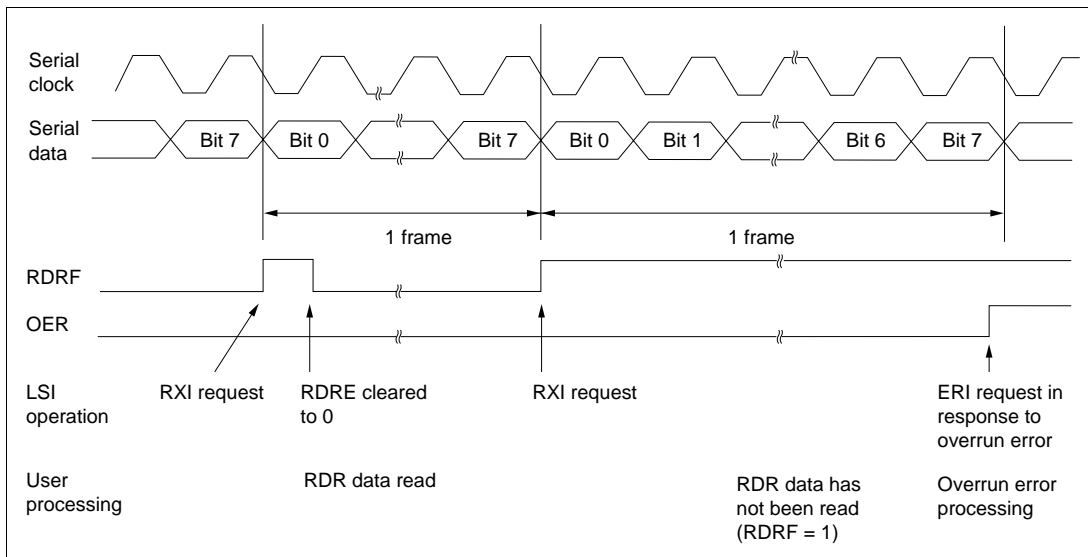 Serial
clock
Serial
data
Bit 7
Bit 0
Bit 7
Bit 0
Bit 1
Bit 6
Bit 7
1 frame
1 frame
RDRF
OER
LSI
operation
RXI request
RDRE cleared
to 0
RXI request
ERI request in
response to
overrun error
User
processing
RDR data read
RDR data has
not been read
(RDRF = 1)
Overrun error
processing